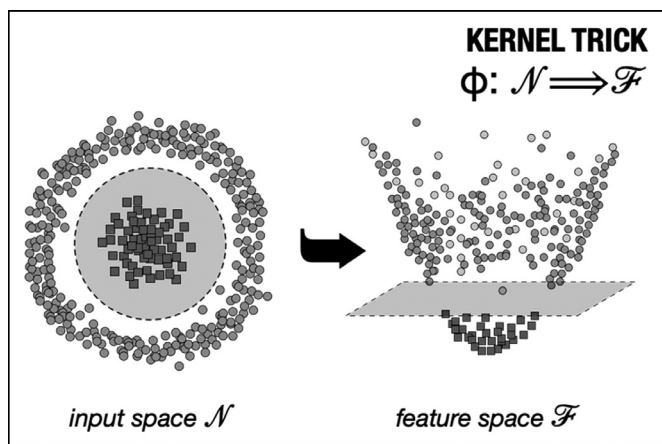 KERNEL TRICK
Φ: 𝒩 ⟹ ℱ
input space 𝒩
feature space ℱ